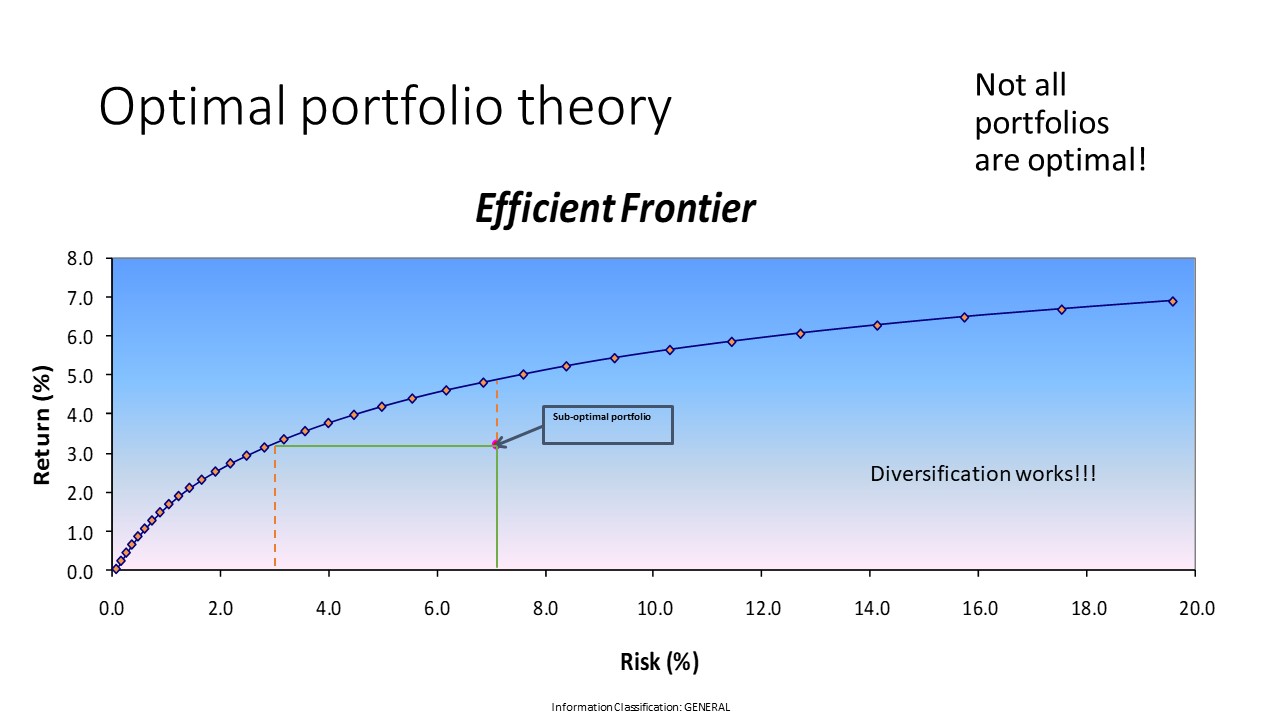 Optimal portfolio theory
Not all
portfolios
are optimal!
Efficient Frontier
8.0
7.0
6.0
5.0
4.0
3.0
2.0
1.0
0.0
Return (%)
Sub-optimal portfolio
Diversification works!!!
0.0 2.0 4.0 6.0 8.0 10.0 12.0 14.0 16.0 18.0 20.0
Risk (%)
Information Classification: GENERAL